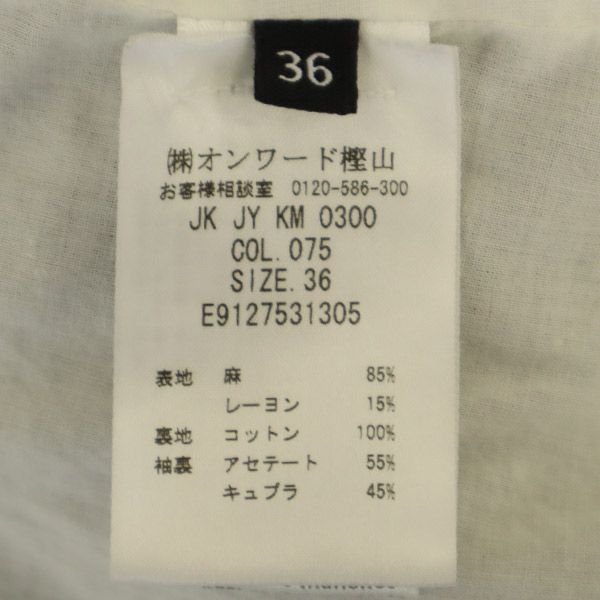 36
㈱オンワード樫山
お客様相談室 0120-586-300
JK JY KM 0300
COL.075
SIZE.36
E9127531305
表地 麻 85%
レーヨン 15%
裏地 コットン 100%
袖裏 アセテート 55%
キュプラ 45%